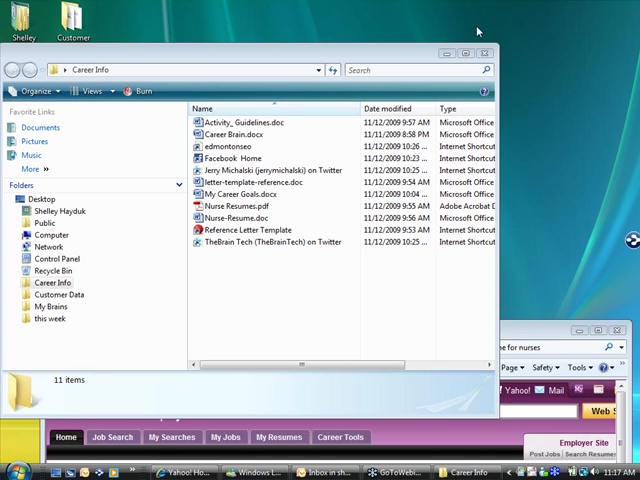 Shelley
Customer
Career Info
Search
Organize
Views
Burn
Favorite Links
Documents
Pictures
Music
More »
Folders
Desktop
Shelley Hayduk
Public
Computer
Network
Control Panel
Recycle Bin
Career Info
Customer Data
My Brains
this week
Name Date modified Type
Activity_ Guidelines.doc 11/12/2009 9:57 AM Microsoft Office
Career Brain.docx 11/12/2009 8:58 PM Microsoft Office
edmontonseo 11/12/2009 10:26 ... Internet Shortcut
Facebook Home 11/12/2009 10:23 ... Internet Shortcut
Jerry Michalski (jerrymichalski) on Twitter 11/12/2009 10:25 ... Internet Shortcut
letter-template-reference.doc 11/12/2009 9:54 AM Microsoft Office
My Career Goals.docx 11/12/2009 10:04 ... Microsoft Office
Nurse Resume.pdf 11/12/2009 9:55 AM Adobe Acrobat D
Nurse-Resume.doc 11/12/2009 9:56 AM Microsoft Office
Reference Letter Template 11/12/2009 9:53 AM Internet Shortcut
TheBrain Tech (TheBrainTech) on Twitter 11/12/2009 10:25 ... Internet Shortcut
11 items
e for nurses
Page
Safety
Tools
Yahoo!
Mail
Web S
Home
Job Search
My Searches
My Jobs
My Resumes
Career Tools
Employer Site
Post Jobs
Search Resumes
Yahoo! Ho...
Windows L...
Inbox in sh...
GoToWebi...
Career Info
11:17 AM